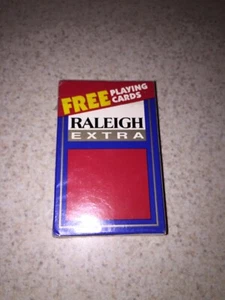 FREE PLAYING
CARDS
RALEIGH
EXTRA